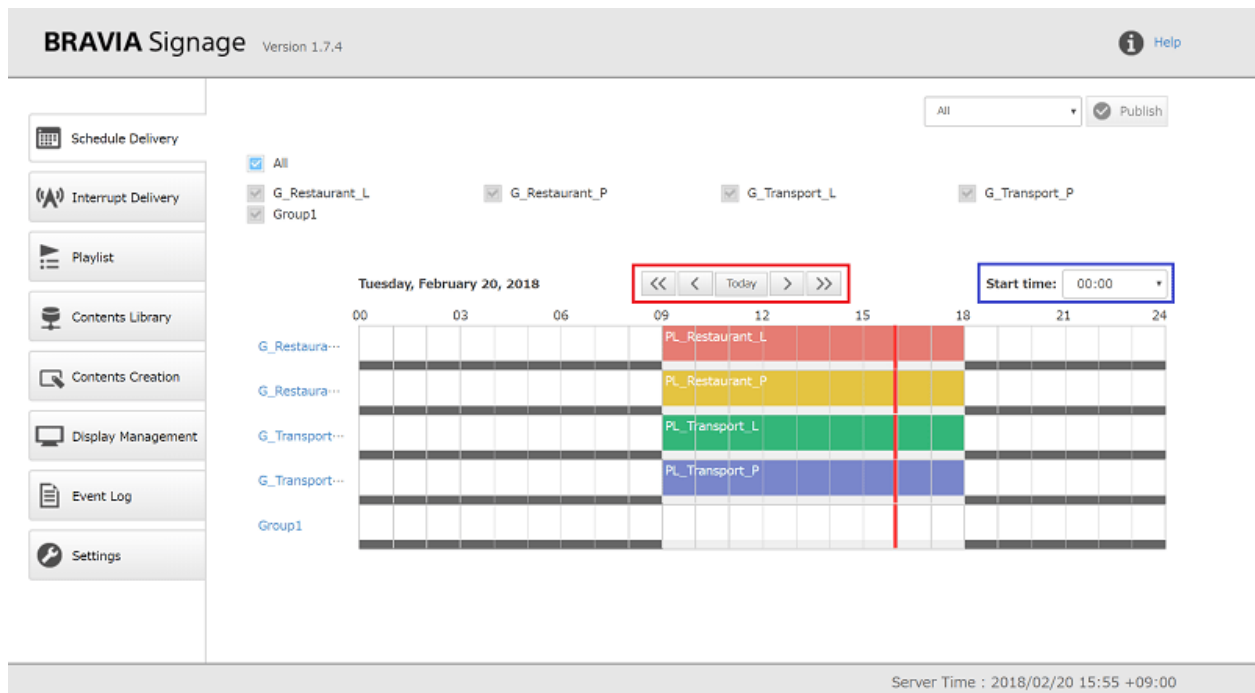 BRAVIA Signage Version 1.7.4
Help
All
Publish
Schedule Delivery
Interrupt Delivery
Playlist
Contents Library
Contents Creation
Display Management
Event Log
Settings
All
G_Restaurant_L G_Restaurant_P G_Transport_L G_Transport_P
Group1
Tuesday, February 20, 2018 << < Today > >> Start time: 00:00
00 03 06 09 12 15 18 21 24
G_Restaura··· PL_Restaurant_L
G_Restaura··· PL_Restaurant_P
G_Transport··· PL_Transport_L
G_Transport··· PL_Transport_P
Group1
Server Time : 2018/02/20 15:55 +09:00